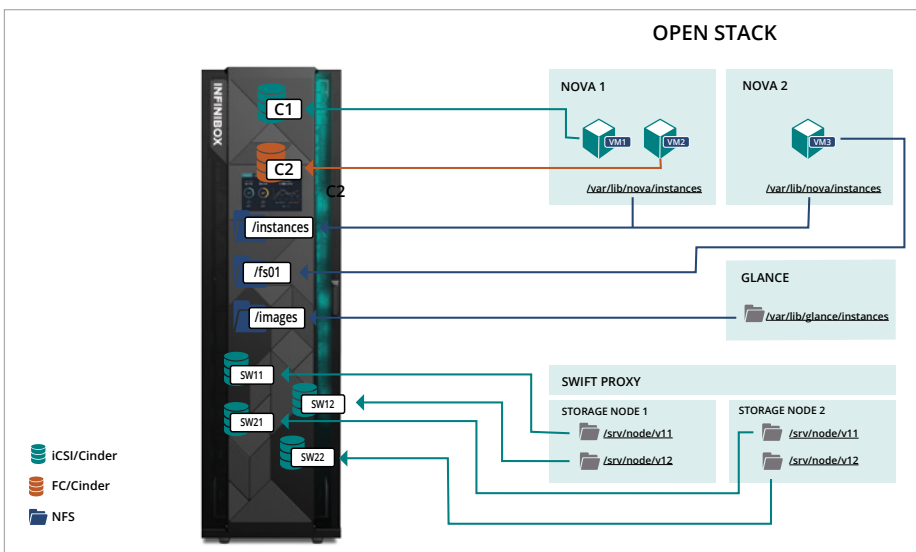 OPEN STACK
INFINIBOX
C1
C2
C2
/instances
/fs01
/images
SW11
SW12
SW21
SW22
NOVA 1
VM1
VM2
/var/lib/nova/instances
NOVA 2
VM3
/var/lib/nova/instances
GLANCE
/var/lib/glance/instances
SWIFT PROXY
STORAGE NODE 1
/srv/node/v11
/srv/node/v12
STORAGE NODE 2
/srv/node/v11
/srv/node/v12
iCSI/Cinder
FC/Cinder
NFS